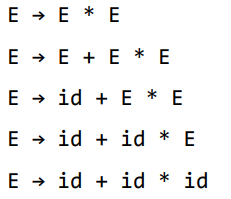 E → E * E
E → E + E * E
E → id + E * E
E → id + id * E
E → id + id * id